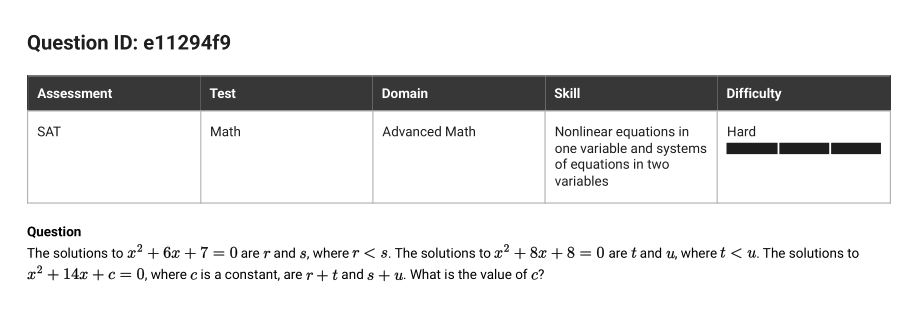 Question ID: e11294f9
Assessment Test Domain Skill Difficulty
SAT Math Advanced Math Nonlinear equations in Hard
one variable and systems
of equations in two
variables
Question
The solutions to x² + 6x + 7 = 0 are r and s, where r < s. The solutions to x² + 8x + 8 = 0 are t and u, where t < u. The solutions to
x² + 14x + c = 0, where c is a constant, are r + t and s + u. What is the value of c?